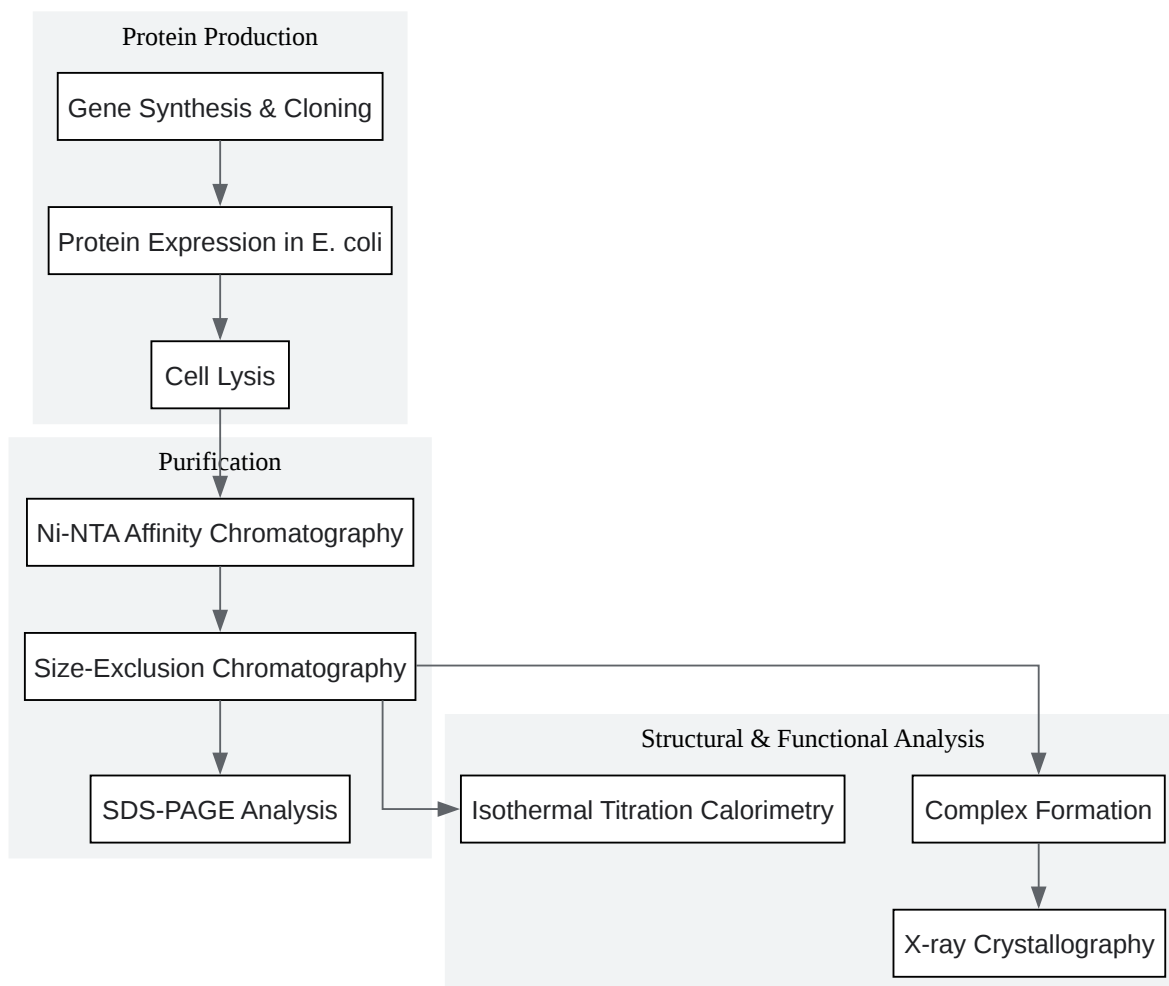 Protein Production
Gene Synthesis & Cloning
Protein Expression in E. coli
Cell Lysis
Purification
Ni-NTA Affinity Chromatography
Size-Exclusion Chromatography
SDS-PAGE Analysis
Structural & Functional Analysis
Isothermal Titration Calorimetry
Complex Formation
X-ray Crystallography